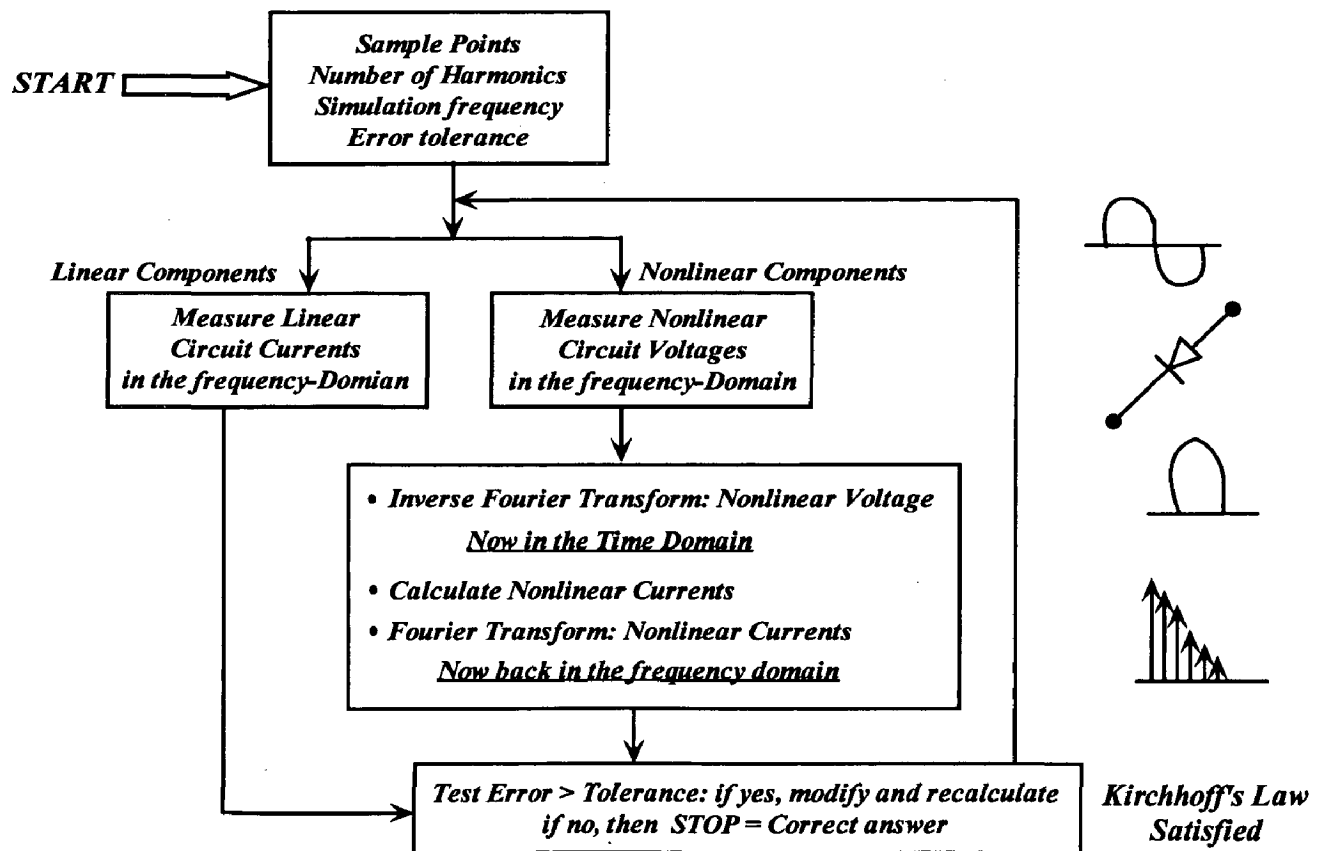 START
Sample Points
Number of Harmonics
Simulation frequency
Error tolerance
Linear Components
Nonlinear Components
Measure Linear
Circuit Currents
in the frequency-Domian
Measure Nonlinear
Circuit Voltages
in the frequency-Domain
• Inverse Fourier Transform: Nonlinear Voltage
Now in the Time Domain
• Calculate Nonlinear Currents
• Fourier Transform: Nonlinear Currents
Now back in the frequency domain
Test Error > Tolerance: if yes, modify and recalculate
if no, then STOP = Correct answer
Kirchhoff's Law
Satisfied